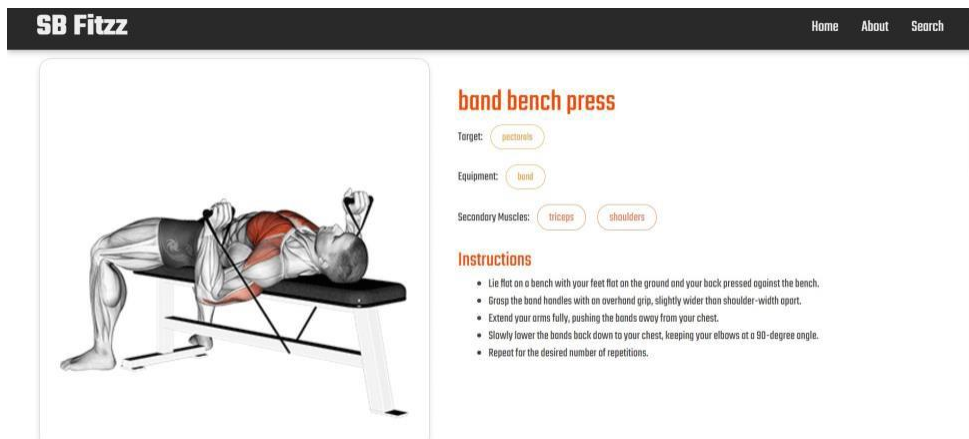 SB Fitzz
Home About Search
band bench press
Target: pectorals
Equipment: band
Secondary Muscles: triceps shoulders
Instructions
• Lie flat on a bench with your feet flat on the ground and your back pressed against the bench.
• Grasp the band handles with an overhand grip, slightly wider than shoulder-width apart.
• Extend your arms fully, pushing the bands away from your chest.
• Slowly lower the bands back down to your chest, keeping your elbows at a 90-degree angle.
• Repeat for the desired number of repetitions.